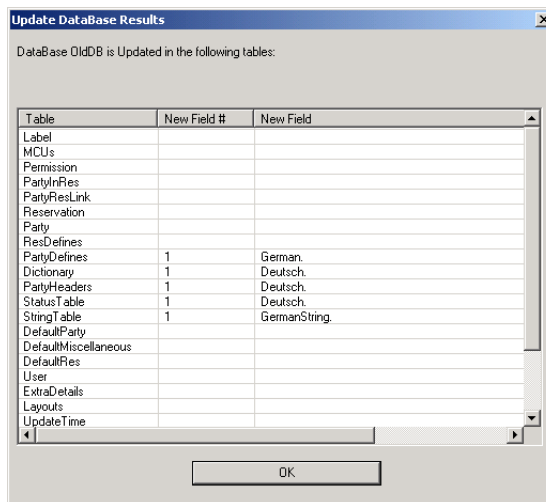 Update DataBase Results
DataBase OldDB is Updated in the following tables:
Table New Field # New Field
Label
MCUs
Permission
PartyInRes
PartyResLink
Reservation
Party
ResDefines
PartyDefines 1 German.
Dictionary 1 Deutsch.
PartyHeaders 1 Deutsch.
StatusTable 1 Deutsch.
StringTable 1 GermanString.
DefaultParty
DefaultMiscellaneous
DefaultRes
User
ExtraDetails
Layouts
UpdateTime
OK